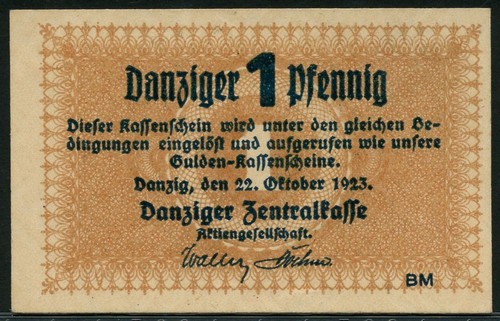 Danziger 1 Pfennig
Dieser Kassenschein wird unter den gleichen Be-
dingungen eingelöst und aufgerufen wie unsere
Gulden-Kassenscheine.
Danzig, den 22. Oktober 1923.
Danziger Zentralkasse
Aktiengesellschaft.
BM